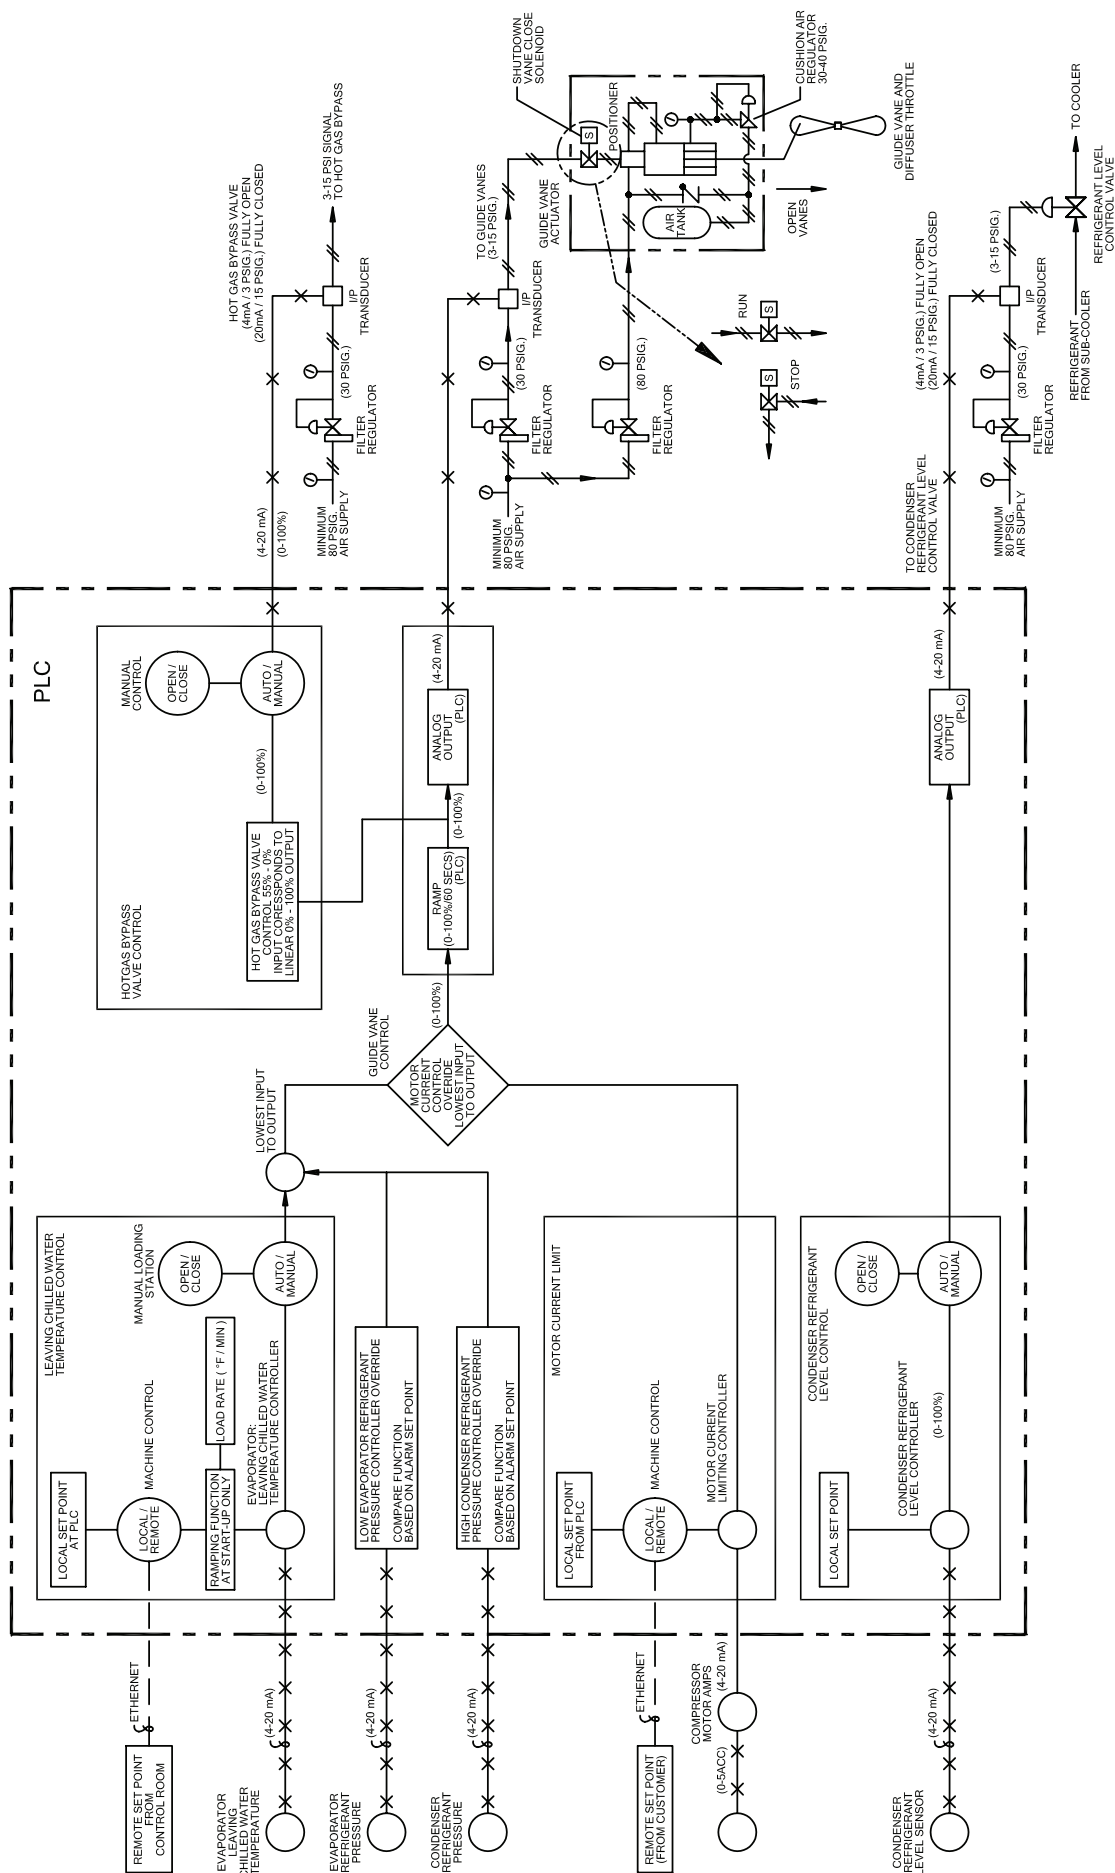 PLC
REMOTE SET POINT
FROM
CONTROL ROOM
ETHERNET
EVAPORATOR
LEAVING
CHILLED WATER
TEMPERATURE
(4-20 mA)
EVAPORATOR
REFRIGERANT
PRESSURE
(4-20 mA)
CONDENSER
REFRIGERANT
PRESSURE
(4-20 mA)
REMOTE SET POINT
(FROM CUSTOMER)
ETHERNET
COMPRESSOR
MOTOR AMPS
(0-5ACC)
(4-20 mA)
CONDENSER
REFRIGERANT
LEVEL SENSOR
(4-20 mA)
LEAVING CHILLED WATER
TEMPERATURE CONTROL
LOCAL SET POINT
AT PLC
MACHINE CONTROL
LOCAL /
REMOTE
RAMPING FUNCTION
AT START-UP ONLY
LOAD RATE ( °F / MIN )
EVAPORATOR:
LEAVING CHILLED WATER
TEMPERATURE CONTROLLER
MANUAL LOADING
STATION
OPEN /
CLOSE
AUTO /
MANUAL
LOW EVAPORATOR REFRIGERANT
PRESSURE CONTROLLER OVERRIDE
COMPARE FUNCTION
BASED ON ALARM SET POINT
HIGH CONDENSER REFRIGERANT
PRESSURE CONTROLLER OVERRIDE
COMPARE FUNCTION
BASED ON ALARM SET POINT
LOWEST INPUT
TO OUTPUT
MOTOR CURRENT LIMIT
LOCAL SET POINT
FROM PLC
MACHINE CONTROL
LOCAL /
REMOTE
MOTOR CURRENT
LIMITING CONTROLLER
CONDENSER REFRIGERANT
LEVEL CONTROL
LOCAL SET POINT
CONDENSER REFRIGERANT
LEVEL CONTROLLER
(0-100%)
OPEN /
CLOSE
AUTO /
MANUAL
GUIDE VANE
CONTROL
MOTOR
CURRENT
CONTROL
OVERIDE
LOWEST INPUT
TO OUTPUT
(0-100%)
HOTGAS BYPASS
VALVE CONTROL
HOT GAS BYPASS VALVE
CONTROL 55% - 0%
INPUT CORESSPONDS TO
LINEAR 0% - 100% OUTPUT
(0-100%)
MANUAL
CONTROL
OPEN /
CLOSE
AUTO /
MANUAL
RAMP
(0-100%/60 SECS)
(PLC)
(0-100%)
ANALOG
OUTPUT
(PLC)
(4-20 mA)
ANALOG
OUTPUT
(PLC)
(4-20 mA)
(4-20 mA)
(0-100%)
HOT GAS BYPASS VALVE
(4mA / 3 PSIG.) FULLY OPEN
(20mA / 15 PSIG.) FULLY CLOSED
MINIMUM
80 PSIG.
AIR SUPPLY
FILTER
REGULATOR
(30 PSIG.)
I/P
TRANSDUCER
3-15 PSI SIGNAL
TO HOT GAS BYPASS
MINIMUM
80 PSIG.
AIR SUPPLY
FILTER
REGULATOR
(30 PSIG.)
I/P
TRANSDUCER
TO GUIDE VANES
(3-15 PSIG.)
FILTER
REGULATOR
(80 PSIG.)
GUIDE VANE
ACTUATOR
SHUTDOWN
VANE CLOSE
SOLENOID
S
POSITIONER
AIR
TANK
CUSHION AIR
REGULATOR
30-40 PSIG.
OPEN
VANES
GIUDE VANE AND
DIFFUSER THROTTLE
RUN
S
S
STOP
TO CONDENSER
REFRIGERANT LEVEL
CONTROL VALVE
(4mA / 3 PSIG.) FULLY OPEN
(20mA / 15 PSIG.) FULLY CLOSED
MINIMUM
80 PSIG.
AIR SUPPLY
FILTER
REGULATOR
(30 PSIG.)
I/P
TRANSDUCER
(3-15 PSIG.)
REFRIGERANT
FROM SUB-COOLER
TO COOLER
REFRIGERANT LEVEL
CONTROL VALVE